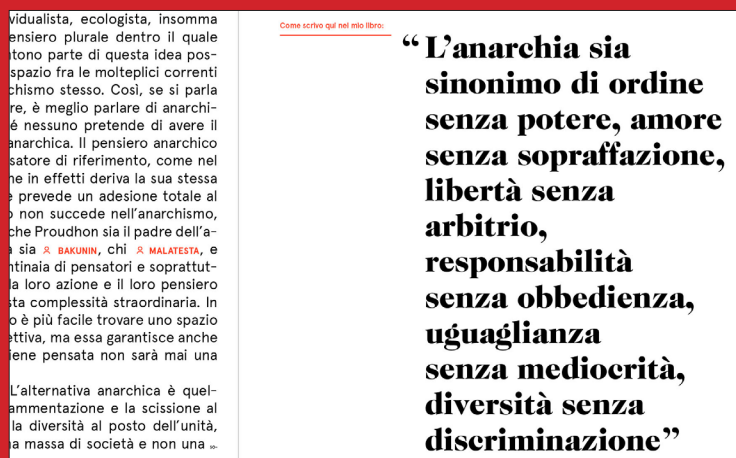 vidualista, ecologista, insomma
ensiero plurale dentro il quale
tono parte di questa idea pos-
spazio fra le molteplici correnti
chismo stesso. Così, se si parla
re, è meglio parlare di anarchi-
é nessuno pretende di avere il
anarchica. Il pensiero anarchico
satore di riferimento, come nel
he in effetti deriva la sua stessa
e prevede un adesione totale al
o non succede nell’anarchismo,
che Proudhon sia il padre dell’a-
a sia BAKUNIN, chi MALATESTA, e
ntinaia di pensatori e soprattut-
la loro azione e il loro pensiero
sta complessità straordinaria. In
o è più facile trovare uno spazio
ettiva, ma essa garantisce anche
iene pensata non sarà mai una
L’alternativa anarchica è quel-
ammentazione e la scissione al
la diversità al posto dell’unità,
na massa di società e non una
Come scrivo qui nel mio libro:
“ L’anarchia sia
sinonimo di ordine
senza potere, amore
senza sopraffazione,
libertà senza
arbitrio,
responsabilità
senza obbedienza,
uguaglianza
senza mediocrità,
diversità senza
discriminazione”